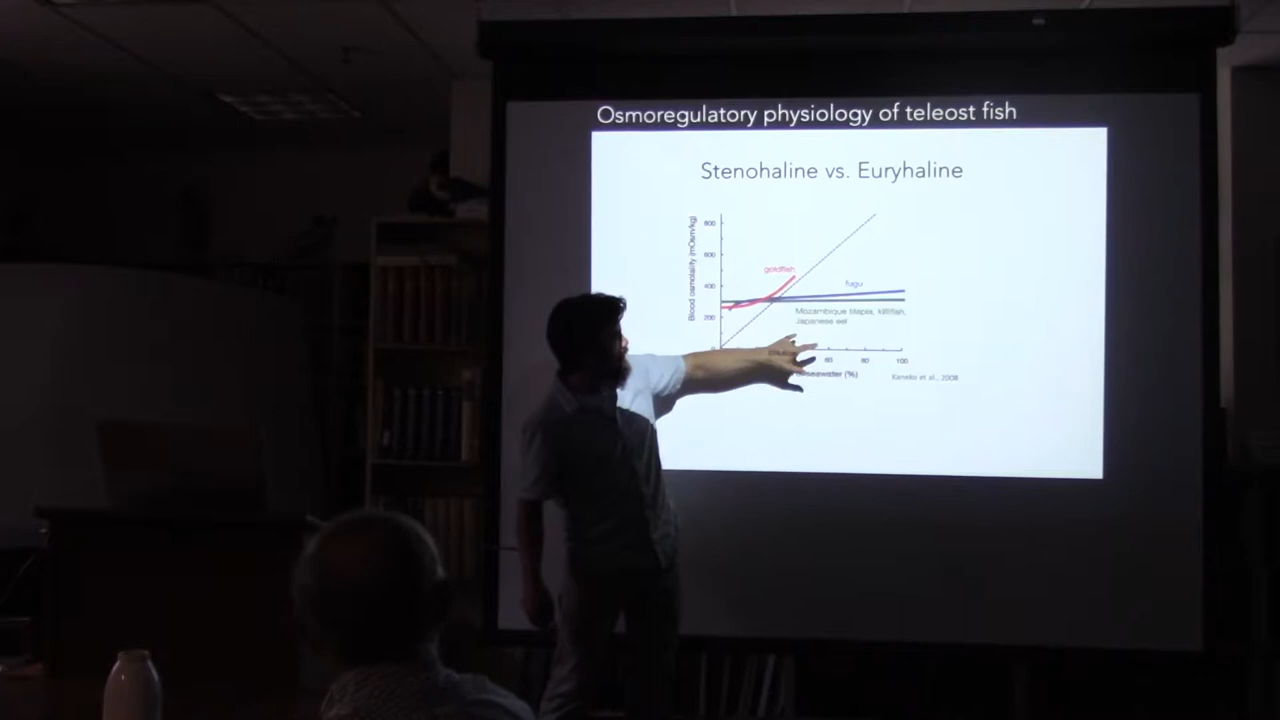 Osmoregulatory physiology of teleost fish
Stenohaline vs. Euryhaline
Blood osmolality (mOsm/kg)
800
600
400
200
goldfish
fugu
Mozambique tilapia, killifish,
Japanese eel
60 80 100
seawater (%)
Kaneko et al., 2008